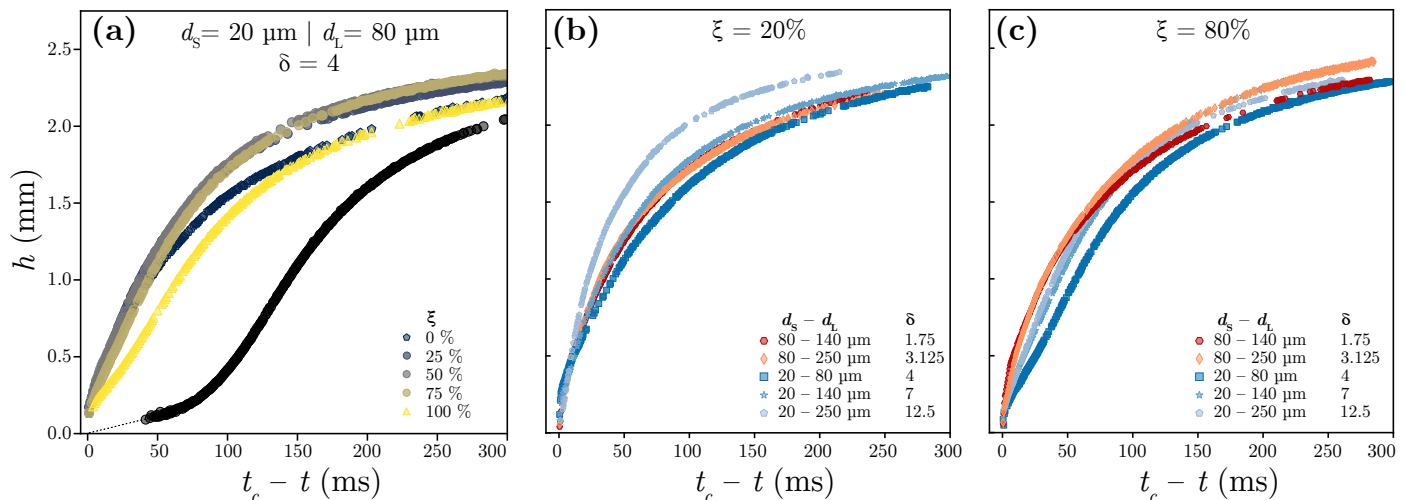 (a)
d_S = 20 µm | d_L = 80 µm
δ = 4
h (mm)
2.5
2.0
1.5
1.0
0.5
0.0
ξ
0 %
25 %
50 %
75 %
100 %
0 50 100 150 200 250 300
t_c − t (ms)
(b)
ξ = 20%
d_S − d_L δ
80 – 140 µm 1.75
80 – 250 µm 3.125
20 – 80 µm 4
20 – 140 µm 7
20 – 250 µm 12.5
0 50 100 150 200 250 300
t_c − t (ms)
(c)
ξ = 80%
d_S − d_L δ
80 – 140 µm 1.75
80 – 250 µm 3.125
20 – 80 µm 4
20 – 140 µm 7
20 – 250 µm 12.5
0 50 100 150 200 250 300
t_c − t (ms)